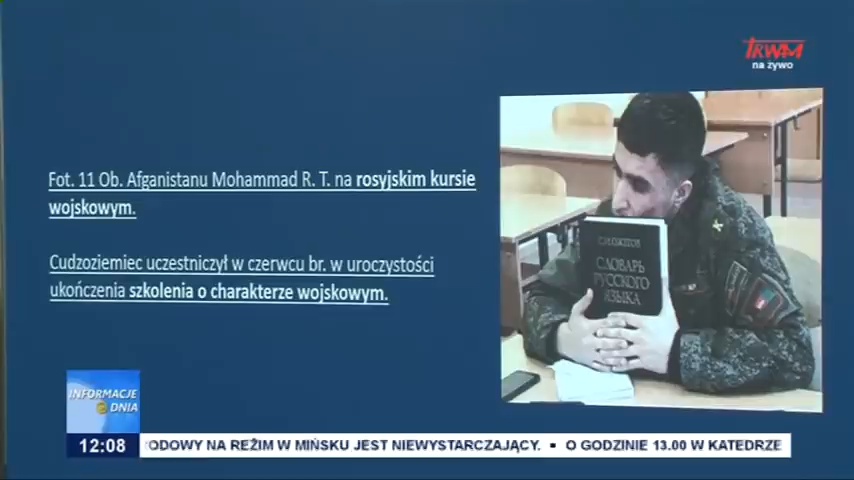 TRWAM
na żywo
Fot. 11 Ob. Afganistanu Mohammad R. T. na rosyjskim kursie
wojskowym.
Cudzoziemiec uczestniczył w czerwcu br. w uroczystości
ukończenia szkolenia o charakterze wojskowym.
СЛОВАРЬ
РУССКОГО
ЯЗЫКА
INFORMACJE
DNIA
12:08
ODOWY NA REŻIM W MIŃSKU JEST NIEWYSTARCZAJĄCY. ▪ O GODZINIE 13.00 W KATEDRZE